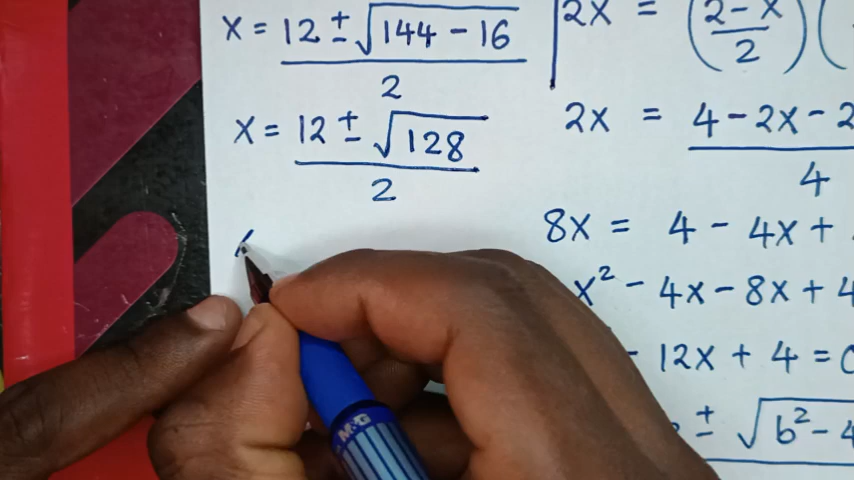 x = 12 ± √144 - 16
2
x = 12 ± √128
2
2x = (2 - x
2
2x = 4 - 2x - 2
4
8x = 4 - 4x +
x² - 4x - 8x + 4
- 12x + 4 = 0
± √b² - 4
M&G